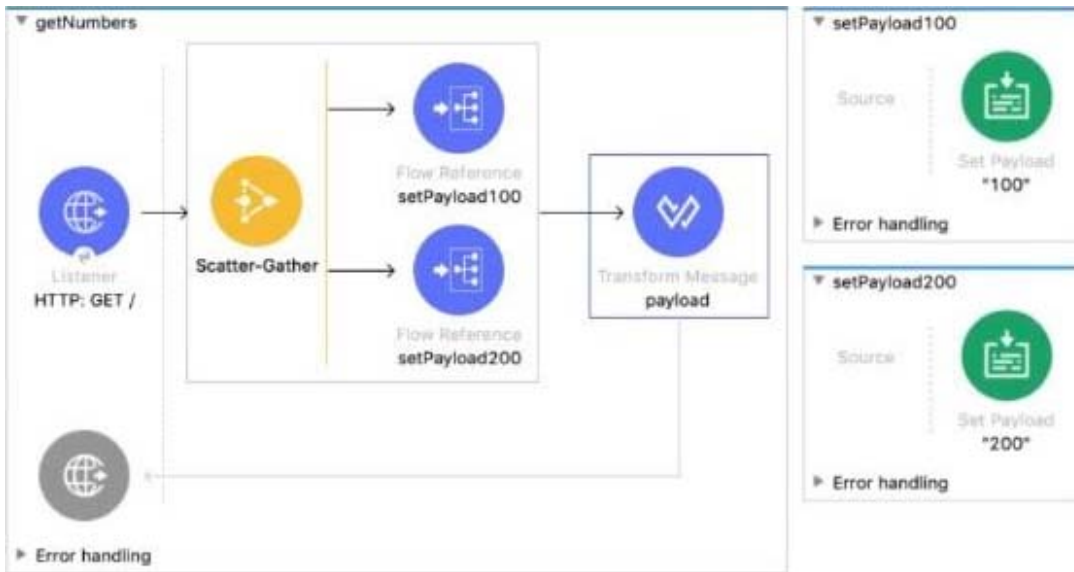 getNumbers
Listener
HTTP: GET /
Scatter-Gather
Flow Reference
setPayload100
Flow Reference
setPayload200
Transform Message
payload
Error handling
setPayload100
Source
Set Payload
"100"
Error handling
setPayload200
Source
Set Payload
"200"
Error handling